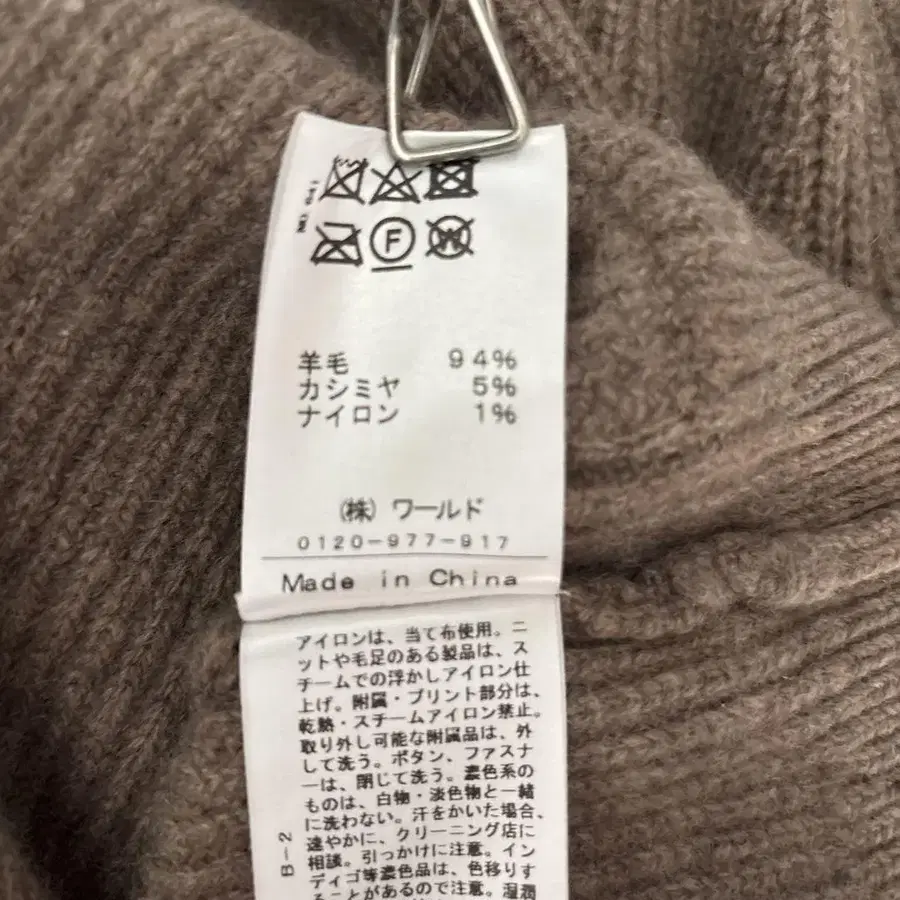 羊毛 94%
カシミヤ 5%
ナイロン 1%
㈱ ワールド
0120-977-917
Made in China
アイロンは、当て布使用。ニ
ットや毛足のある製品は、ス
チームでの浮かしアイロン仕
上げ。附属・プリント部分は、
乾熱・スチームアイロン禁止。
取り外し可能な附属品は、外
して洗う。ボタン、ファスナ
ーは、閉じて洗う。濃色系の
ものは、白物・淡色物と一緒
に洗わない。汗をかいた場合、
速やかに、クリーニング店に
相談。引っかけに注意。イン
ディゴ等濃色品は、色移りす
ることがあるので注意。湿潤
B-2
F
W